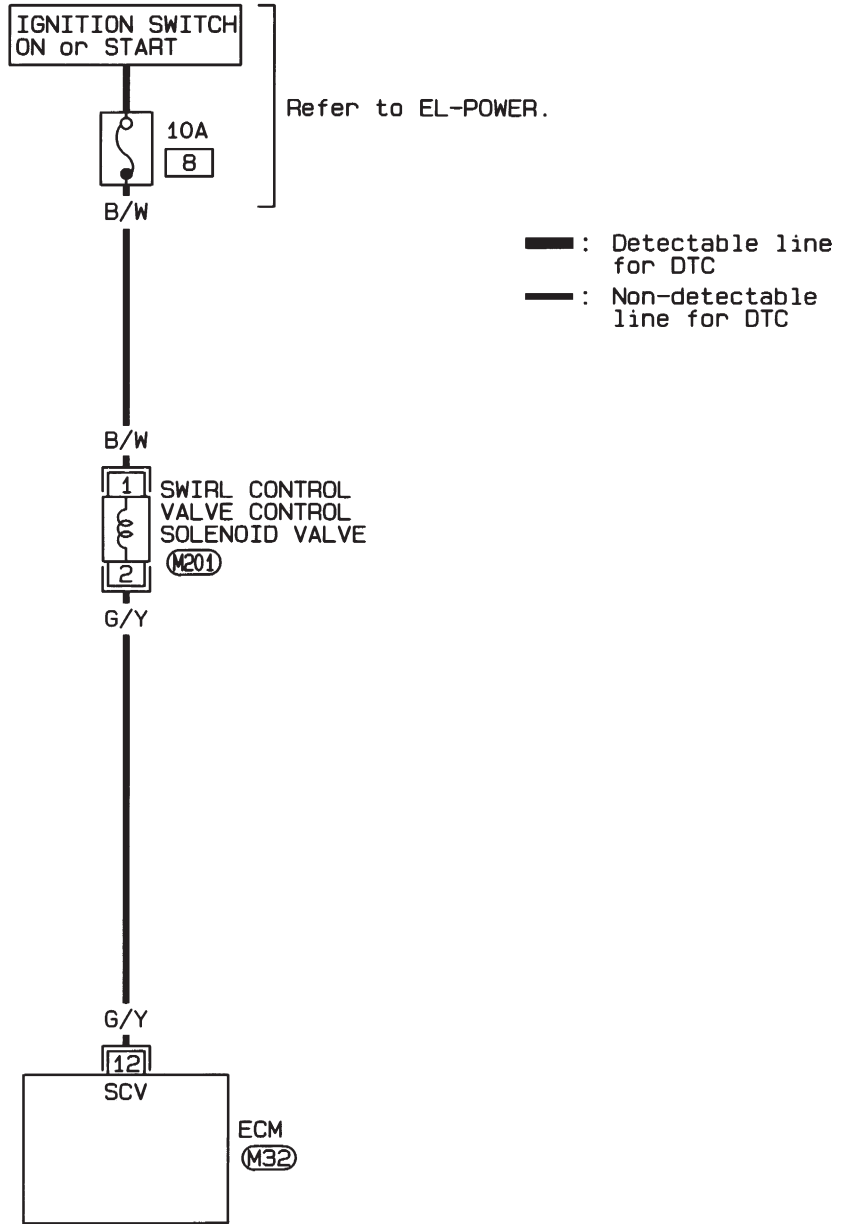 IGNITION SWITCH
ON or START
Refer to EL-POWER.
10A
8
B/W
: Detectable line
for DTC
: Non-detectable
line for DTC
B/W
1
SWIRL CONTROL
VALVE CONTROL
SOLENOID VALVE
M201
2
G/Y
G/Y
12
SCV
ECM
M32